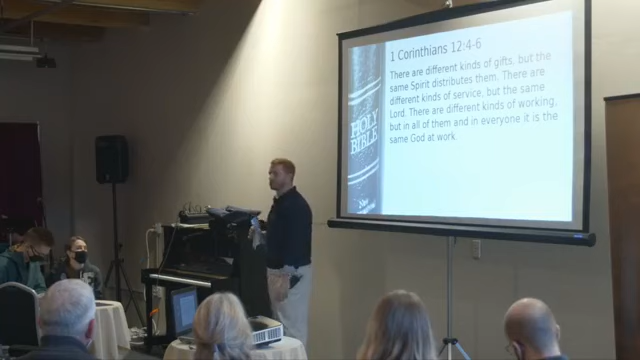 1 Corinthians 12:4-6
There are different kinds of gifts, but the
same Spirit distributes them. There are
different kinds of service, but the same
Lord. There are different kinds of working,
but in all of them and in everyone it is the
same God at work.
HOLY
BIBLE